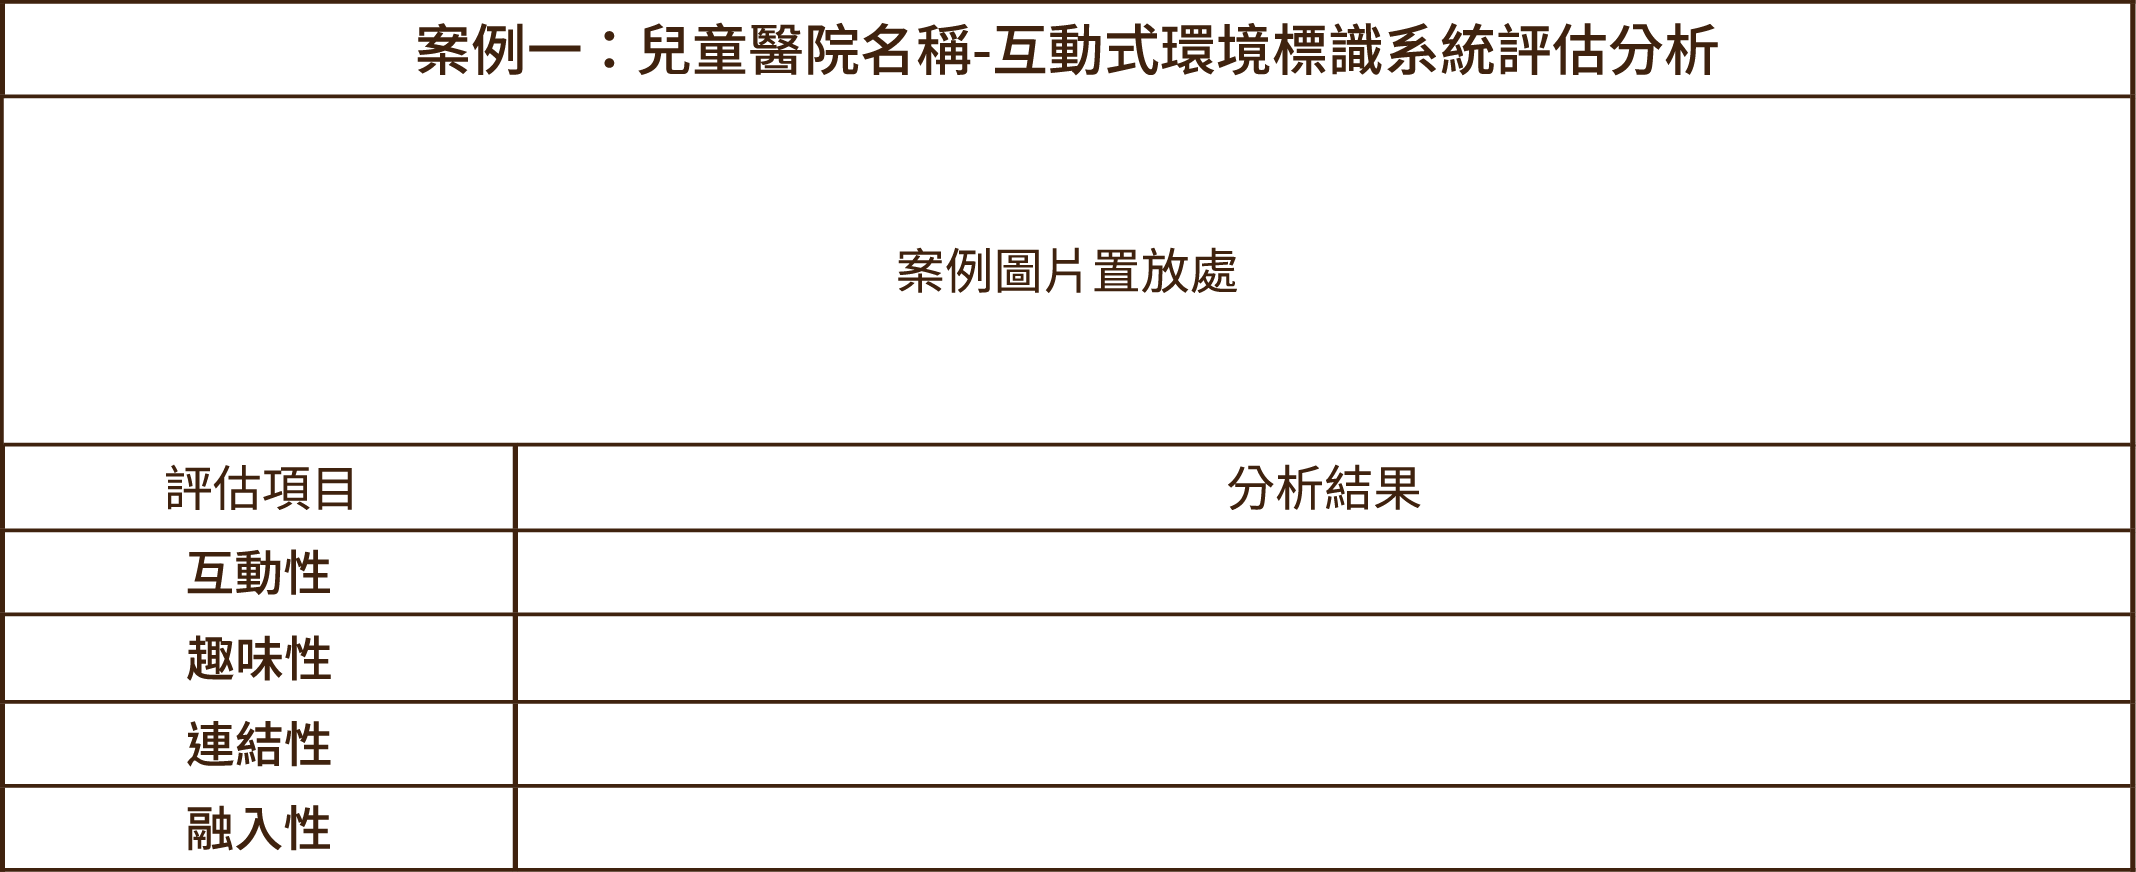 案例一：兒童醫院名稱-互動式環境標識系統評估分析
案例圖片置放處
評估項目 分析結果
互動性
趣味性
連結性
融入性